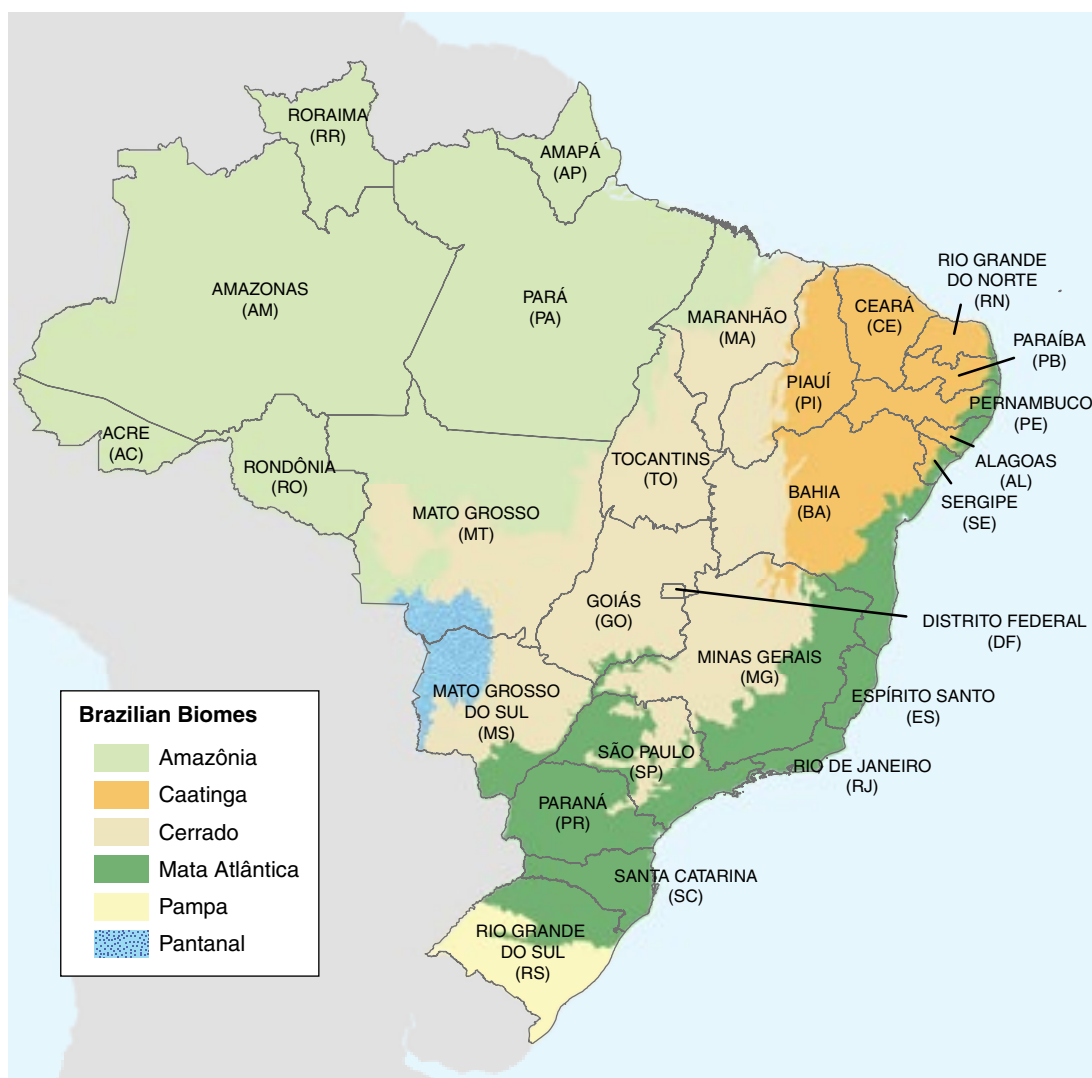 RORAIMA
(RR)
AMAPÁ
(AP)
AMAZONAS
(AM)
PARÁ
(PA)
MARANHÃO
(MA)
CEARÁ
(CE)
RIO GRANDE
DO NORTE
(RN)
PARAÍBA
(PB)
PIAUÍ
(PI)
PERNAMBUCO
(PE)
ACRE
(AC)
RONDÔNIA
(RO)
TOCANTINS
(TO)
ALAGOAS
(AL)
BAHIA
(BA)
SERGIPE
(SE)
MATO GROSSO
(MT)
GOIÁS
(GO)
DISTRITO FEDERAL
(DF)
MINAS GERAIS
(MG)
ESPÍRITO SANTO
(ES)
MATO GROSSO
DO SUL
(MS)
SÃO PAULO
(SP)
RIO DE JANEIRO
(RJ)
PARANÁ
(PR)
SANTA CATARINA
(SC)
RIO GRANDE
DO SUL
(RS)
Brazilian Biomes
Amazônia
Caatinga
Cerrado
Mata Atlântica
Pampa
Pantanal